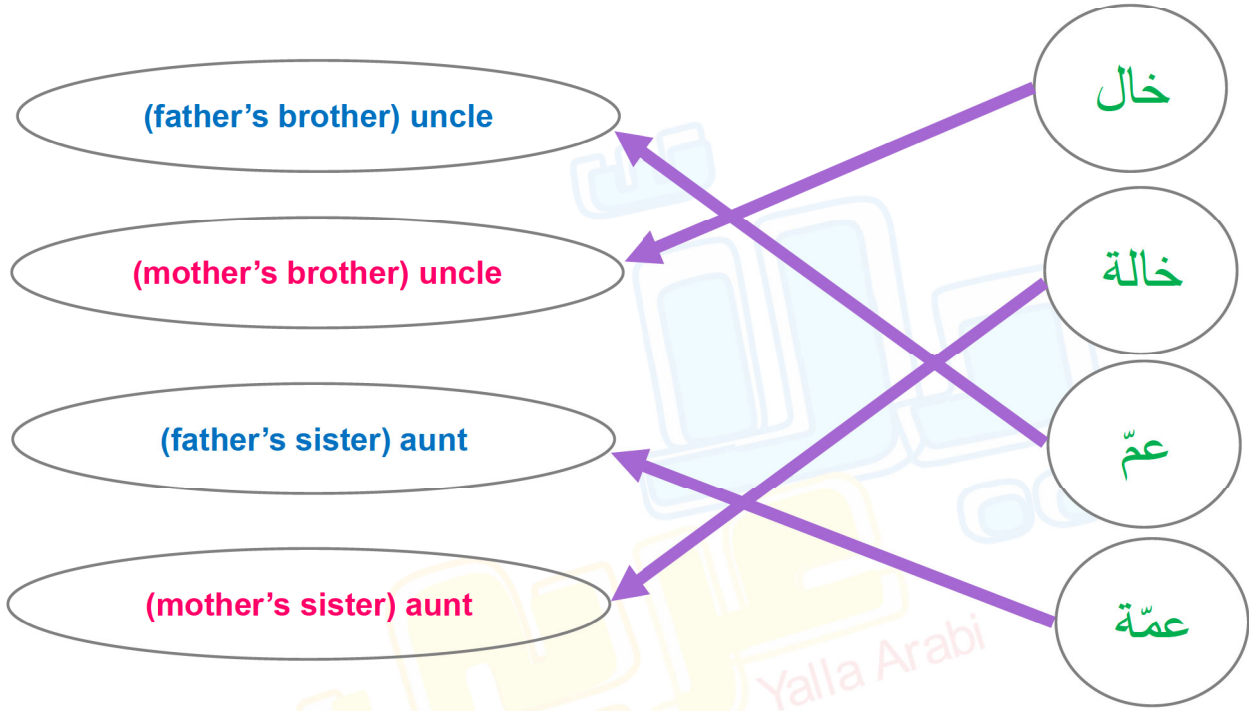 (father’s brother) uncle
خال
(mother’s brother) uncle
خالة
(father’s sister) aunt
عمّ
(mother’s sister) aunt
عمّة
Yalla Arabi